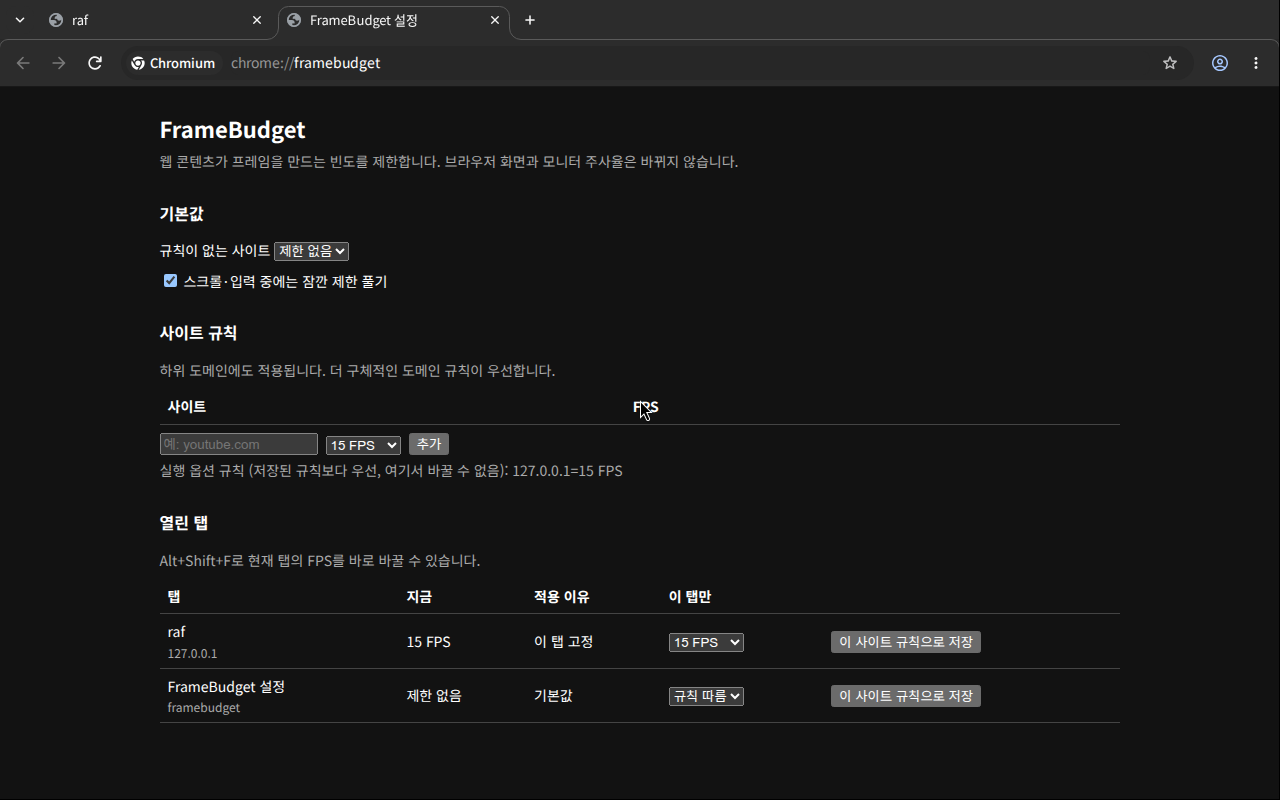 raf
FrameBudget 설정
Chromium
chrome://framebudget
FrameBudget
웹 콘텐츠가 프레임을 만드는 빈도를 제한합니다. 브라우저 화면과 모니터 주사율은 바뀌지 않습니다.
기본값
규칙이 없는 사이트 제한 없음
스크롤·입력 중에는 잠깐 제한 풀기
사이트 규칙
하위 도메인에도 적용됩니다. 더 구체적인 도메인 규칙이 우선합니다.
사이트 FPS
예: youtube.com 15 FPS 추가
실행 옵션 규칙 (저장된 규칙보다 우선, 여기서 바꿀 수 없음): 127.0.0.1=15 FPS
열린 탭
Alt+Shift+F로 현재 탭의 FPS를 바로 바꿀 수 있습니다.
탭 지금 적용 이유 이 탭만
raf
127.0.0.1
15 FPS 이 탭 고정 15 FPS 이 사이트 규칙으로 저장
FrameBudget 설정
framebudget
제한 없음 기본값 규칙 따름 이 사이트 규칙으로 저장